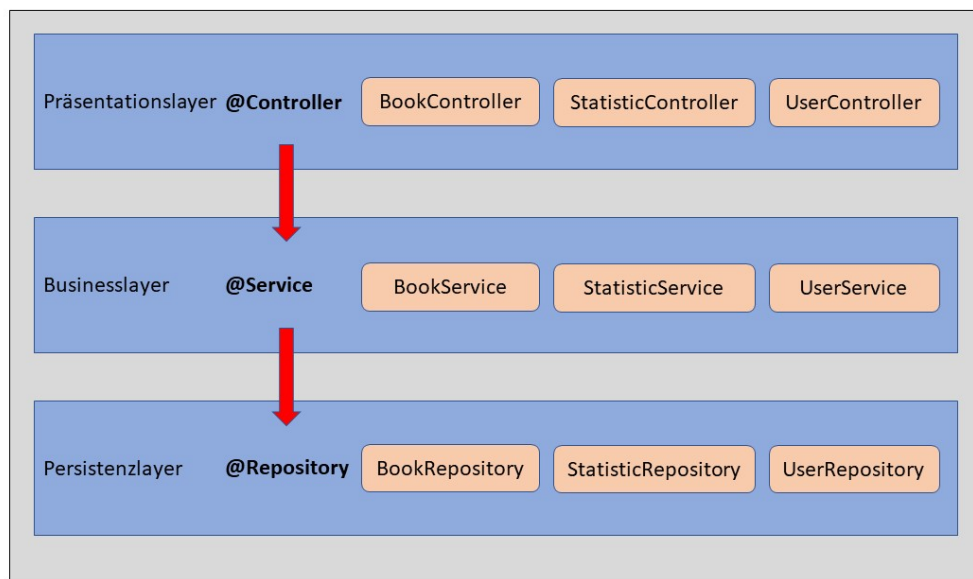 Präsentationslayer @Controller BookController StatisticController UserController
Businesslayer @Service BookService StatisticService UserService
Persistenzlayer @Repository BookRepository StatisticRepository UserRepository